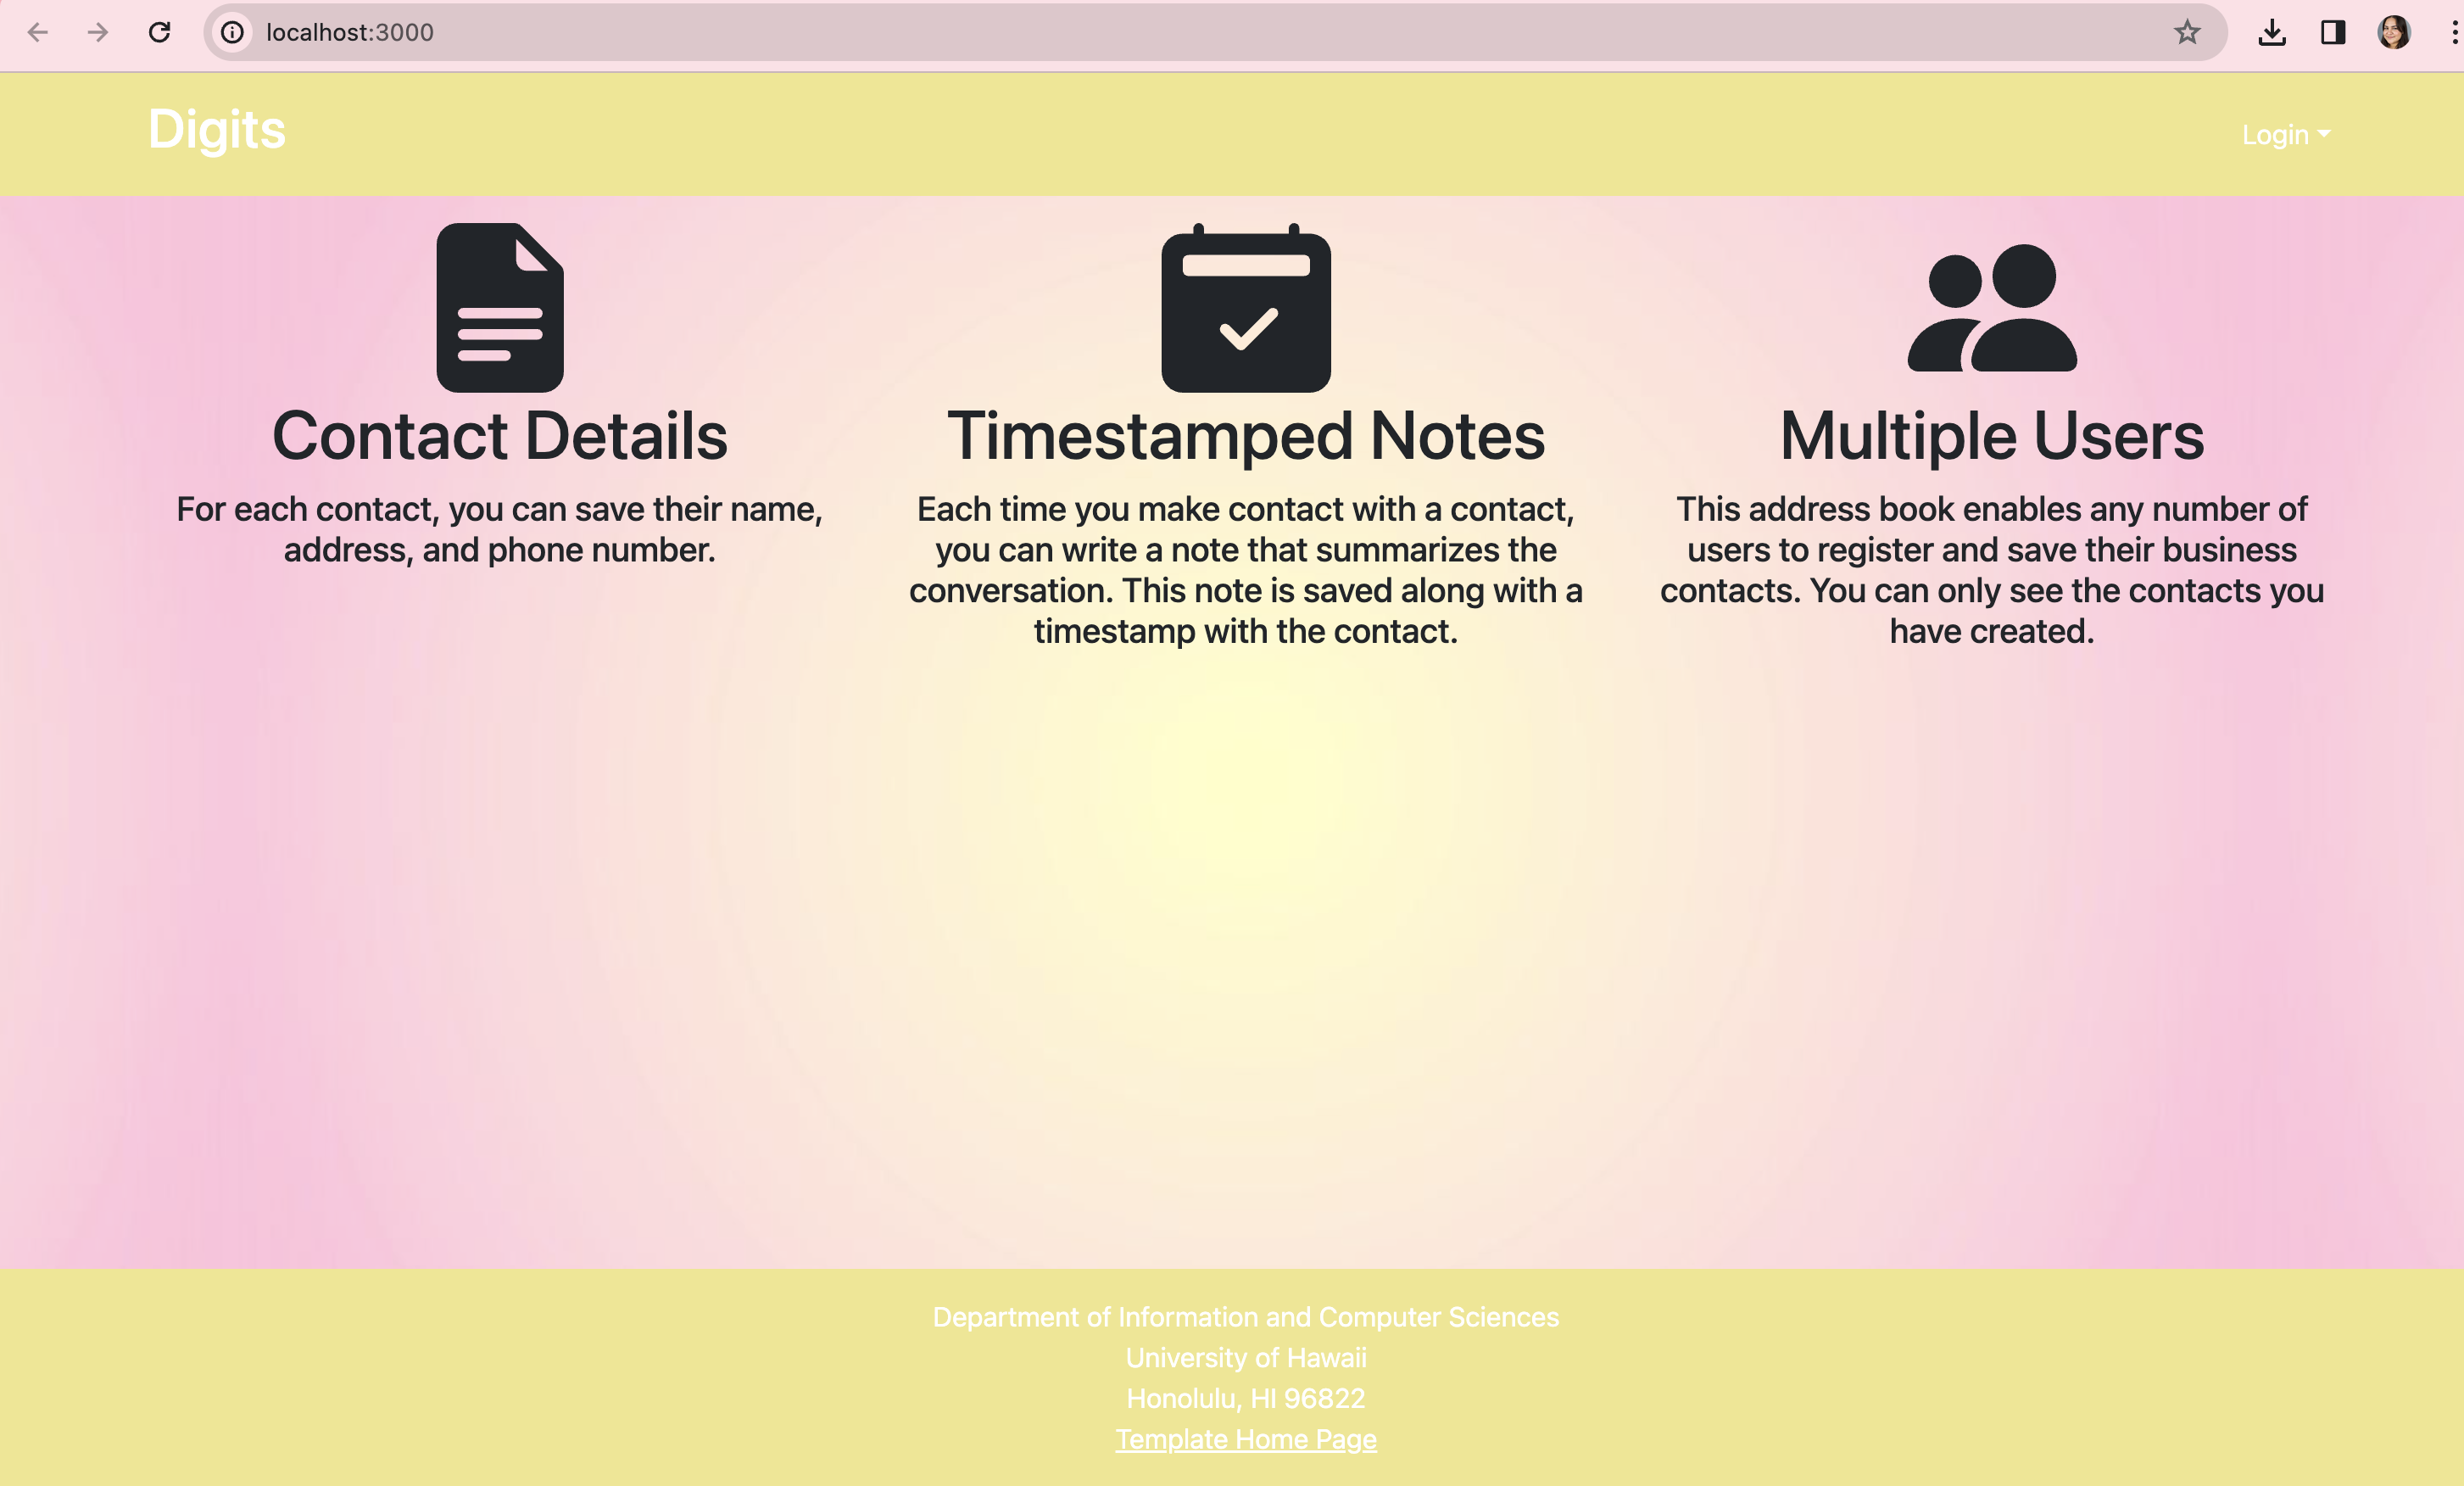 localhost:3000
Digits
Login
Contact Details
For each contact, you can save their name,
address, and phone number.
Timestamped Notes
Each time you make contact with a contact,
you can write a note that summarizes the
conversation. This note is saved along with a
timestamp with the contact.
Multiple Users
This address book enables any number of
users to register and save their business
contacts. You can only see the contacts you
have created.
Department of Information and Computer Sciences
University of Hawaii
Honolulu, HI 96822
Template Home Page